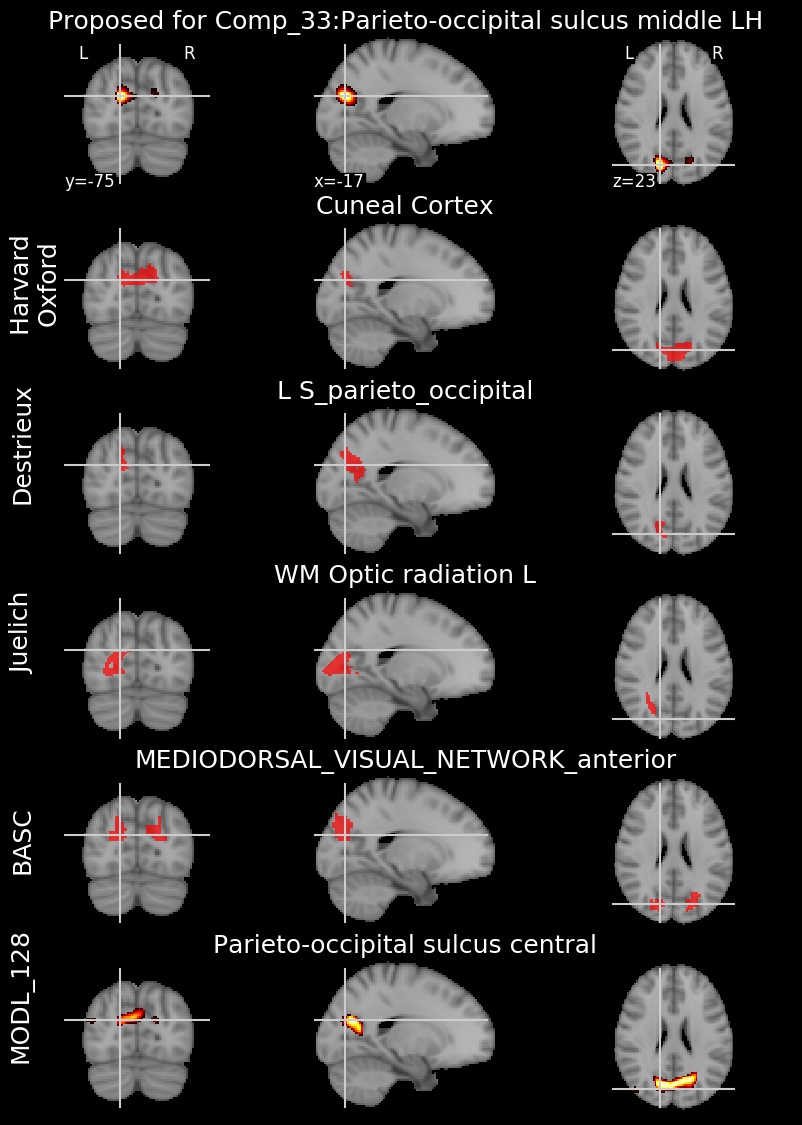 Proposed for Comp_33:Parieto-occipital sulcus middle LH
L R
L R
y=-75
x=-17
z=23
Cuneal Cortex
Harvard
Oxford
L S_parieto_occipital
Destrieux
WM Optic radiation L
Juelich
MEDIODORSAL_VISUAL_NETWORK_anterior
BASC
Parieto-occipital sulcus central
MODL_128